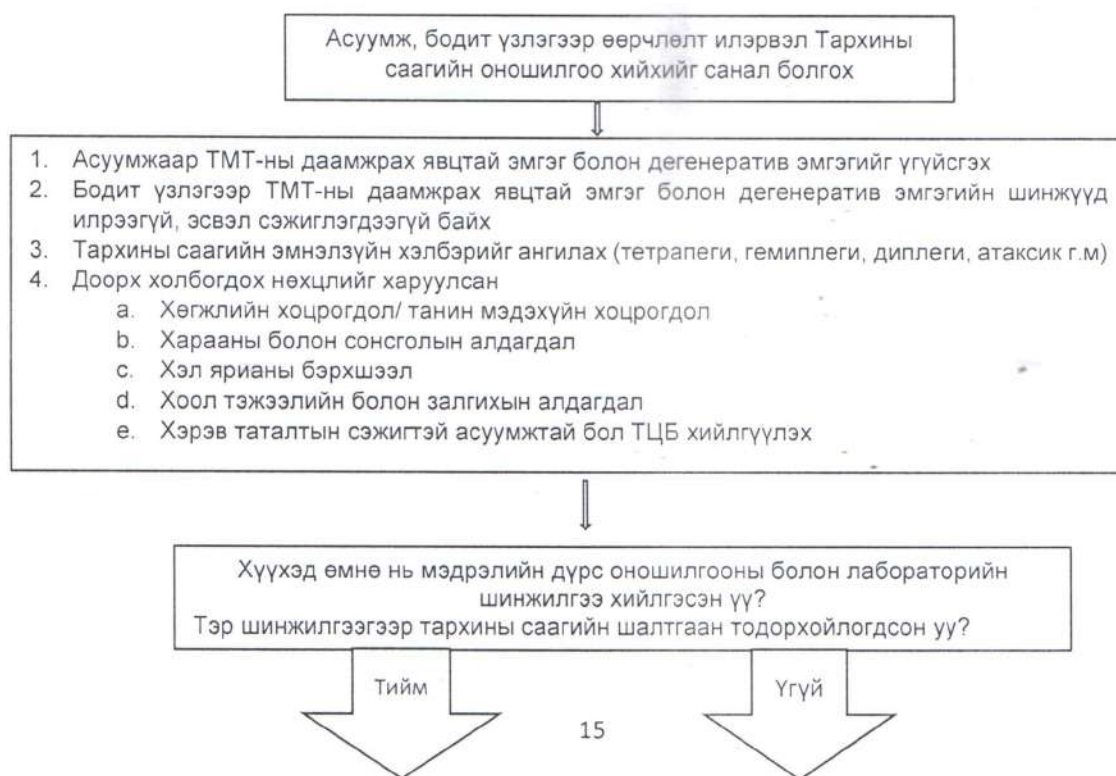 Асуумж, бодит үзлэгээр өөрчлөлт илэрвэл Тархины
саагийн оношилгоо хийхийг санал болгох
1. Асуумжаар ТМТ-ны даамжрах явцтай эмгэг болон дегенератив эмгэгийг үгүйсгэх
2. Бодит үзлэгээр ТМТ-ны даамжрах явцтай эмгэг болон дегенератив эмгэгийн шинжүүд
илрээгүй, эсвэл сэжиглэгдээгүй байх
3. Тархины саагийн эмнэлзүйн хэлбэрийг ангилах (тетрапеги, гемиплеги, диплеги, атаксик г.м)
4. Доорх холбогдох нөхцлийг харуулсан
a. Хөгжлийн хоцрогдол/ танин мэдэхүйн хоцрогдол
b. Харааны болон сонсголын алдагдал
c. Хэл ярианы бэрхшээл
d. Хоол тэжээлийн болон залгихын алдагдал
e. Хэрэв таталтын сэжигтэй асуумжтай бол ТЦБ хийлгүүлэх
Хүүхэд өмнө нь мэдрэлийн дүрс оношилгооны болон лабораторийн
шинжилгээ хийлгэсэн үү?
Тэр шинжилгээгээр тархины саагийн шалтгаан тодорхойлогдсон уу?
Тийм
Үгүй
15